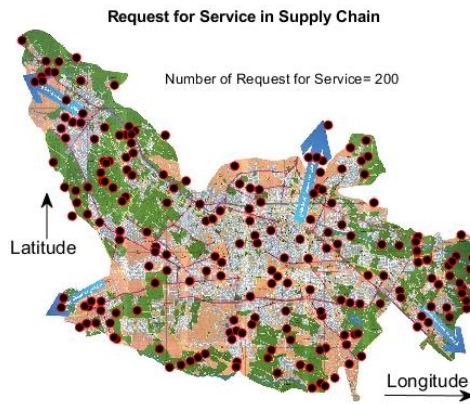 Request for Service in Supply Chain
Number of Request for Service= 200
Latitude
Longitude